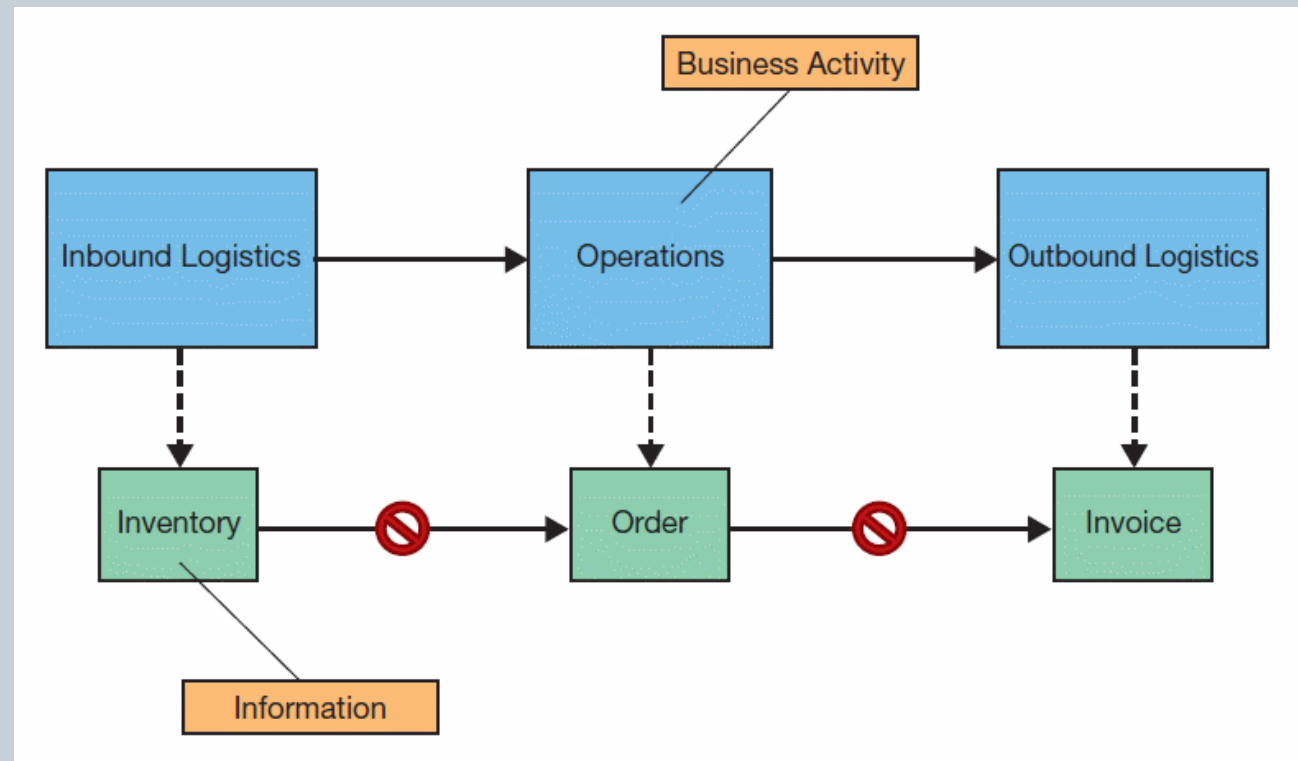 Business Activity
Inbound Logistics
Operations
Outbound Logistics
Inventory
Order
Invoice
Information